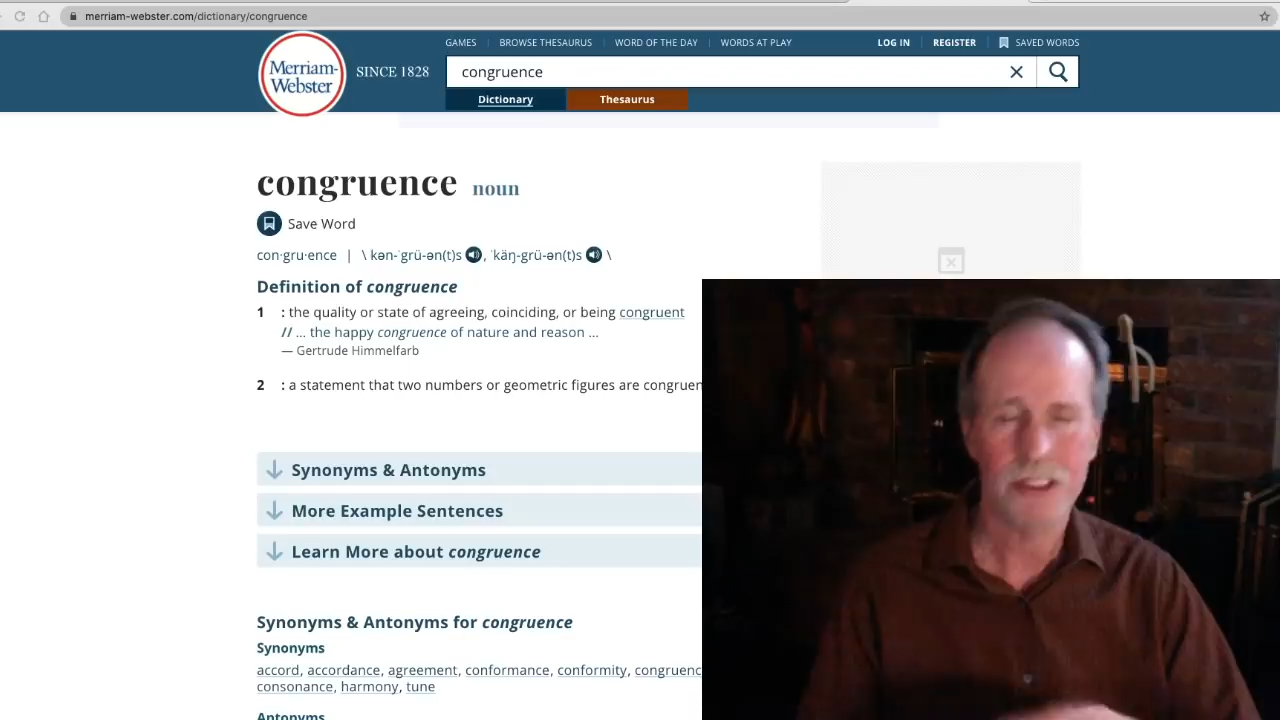 merriam-webster.com/dictionary/congruence
GAMES | BROWSE THESAURUS | WORD OF THE DAY | WORDS AT PLAY
LOG IN | REGISTER | SAVED WORDS
Merriam-
Webster
SINCE 1828
congruence
Dictionary
Thesaurus
congruence noun
Save Word
con·gru·ence | \ kən-ˈgrü-ən(t)s , ˈkäŋ-grü-ən(t)s \
Definition of congruence
1 : the quality or state of agreeing, coinciding, or being congruent
// ... the happy congruence of nature and reason ...
— Gertrude Himmelfarb
2 : a statement that two numbers or geometric figures are congruen
Synonyms & Antonyms
More Example Sentences
Learn More about congruence
Synonyms & Antonyms for congruence
Synonyms
accord, accordance, agreement, conformance, conformity, congruenc
consonance, harmony, tune
Antonyms